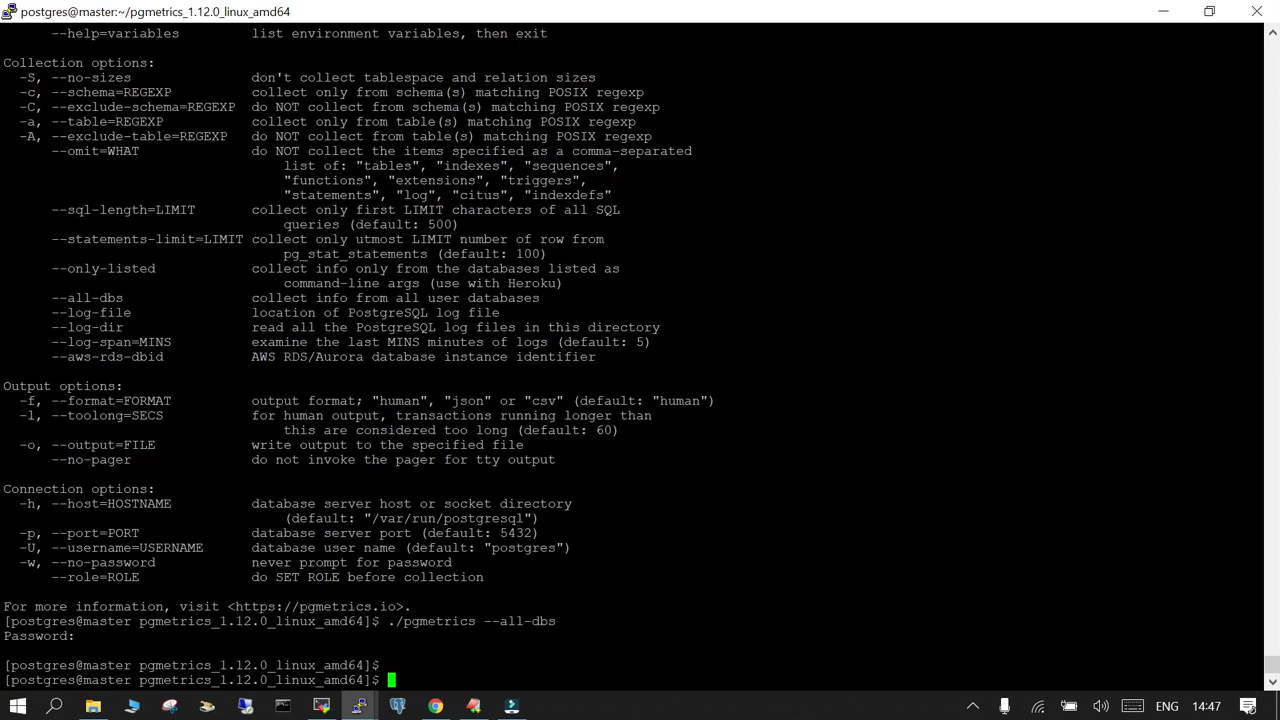 postgres@master:~/pgmetrics_1.12.0_linux_amd64
--help=variables list environment variables, then exit
Collection options:
-S, --no-sizes don't collect tablespace and relation sizes
-c, --schema=REGEXP collect only from schema(s) matching POSIX regexp
-C, --exclude-schema=REGEXP do NOT collect from schema(s) matching POSIX regexp
-a, --table=REGEXP collect only from table(s) matching POSIX regexp
-A, --exclude-table=REGEXP do NOT collect from table(s) matching POSIX regexp
--omit=WHAT do NOT collect the items specified as a comma-separated
list of: "tables", "indexes", "sequences",
"functions", "extensions", "triggers",
"statements", "log", "citus", "indexdefs"
--sql-length=LIMIT collect only first LIMIT characters of all SQL
queries (default: 500)
--statements-limit=LIMIT collect only utmost LIMIT number of row from
pg_stat_statements (default: 100)
--only-listed collect info only from the databases listed as
command-line args (use with Heroku)
--all-dbs collect info from all user databases
--log-file location of PostgreSQL log file
--log-dir read all the PostgreSQL log files in this directory
--log-span=MINS examine the last MINS minutes of logs (default: 5)
--aws-rds-dbid AWS RDS/Aurora database instance identifier
Output options:
-f, --format=FORMAT output format; "human", "json" or "csv" (default: "human")
-l, --toolong=SECS for human output, transactions running longer than
this are considered too long (default: 60)
-o, --output=FILE write output to the specified file
--no-pager do not invoke the pager for tty output
Connection options:
-h, --host=HOSTNAME database server host or socket directory
(default: "/var/run/postgresql")
-p, --port=PORT database server port (default: 5432)
-U, --username=USERNAME database user name (default: "postgres")
-w, --no-password never prompt for password
--role=ROLE do SET ROLE before collection
For more information, visit <https://pgmetrics.io>.
[postgres@master pgmetrics_1.12.0_linux_amd64]$ ./pgmetrics --all-dbs
Password:
[postgres@master pgmetrics_1.12.0_linux_amd64]$
[postgres@master pgmetrics_1.12.0_linux_amd64]$
ENG 14:47